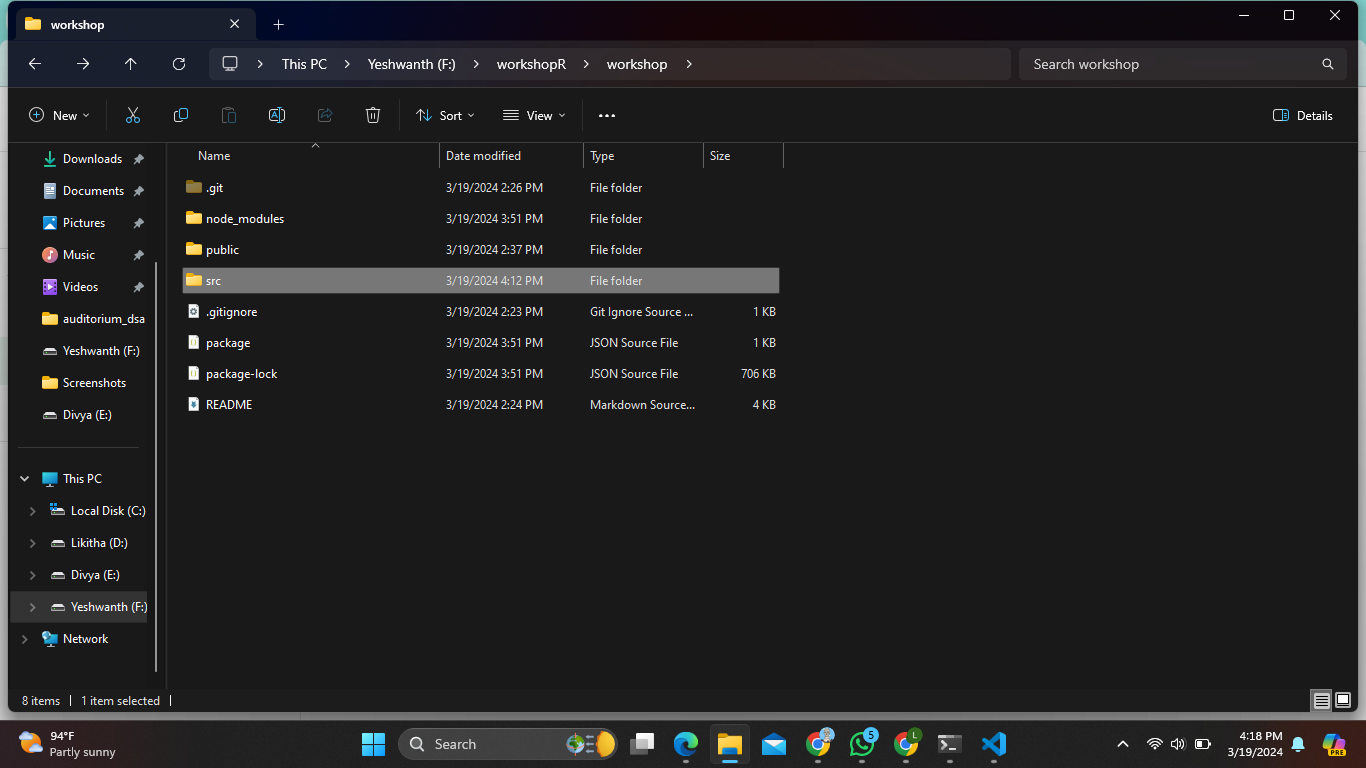 workshop
This PC
Yeshwanth (F:)
workshopR
workshop
Search workshop
New
Sort
View
Details
Downloads
Documents
Pictures
Music
Videos
auditorium_dsa
Yeshwanth (F:)
Screenshots
Divya (E:)
This PC
Local Disk (C:)
Likitha (D:)
Divya (E:)
Yeshwanth (F:)
Network
Name Date modified Type Size
.git 3/19/2024 2:26 PM File folder
node_modules 3/19/2024 3:51 PM File folder
public 3/19/2024 2:37 PM File folder
src 3/19/2024 4:12 PM File folder
.gitignore 3/19/2024 2:23 PM Git Ignore Source ... 1 KB
package 3/19/2024 3:51 PM JSON Source File 1 KB
package-lock 3/19/2024 3:51 PM JSON Source File 706 KB
README 3/19/2024 2:24 PM Markdown Source... 4 KB
8 items 1 item selected
94°F
Partly sunny
Search
5
L
4:18 PM
3/19/2024
PRE